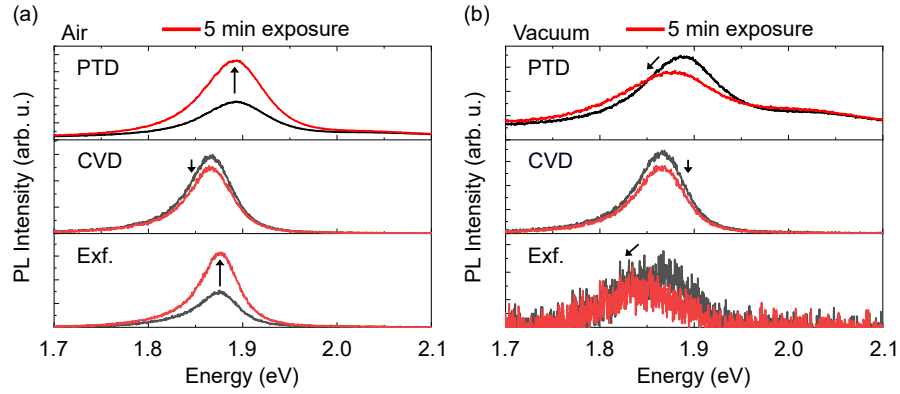 (a)
Air
5 min exposure
PTD
CVD
Exf.
PL Intensity (arb. u.)
1.7 1.8 1.9 2.0 2.1
Energy (eV)
(b)
Vacuum
5 min exposure
PTD
CVD
Exf.
PL Intensity (arb. u.)
1.7 1.8 1.9 2.0 2.1
Energy (eV)